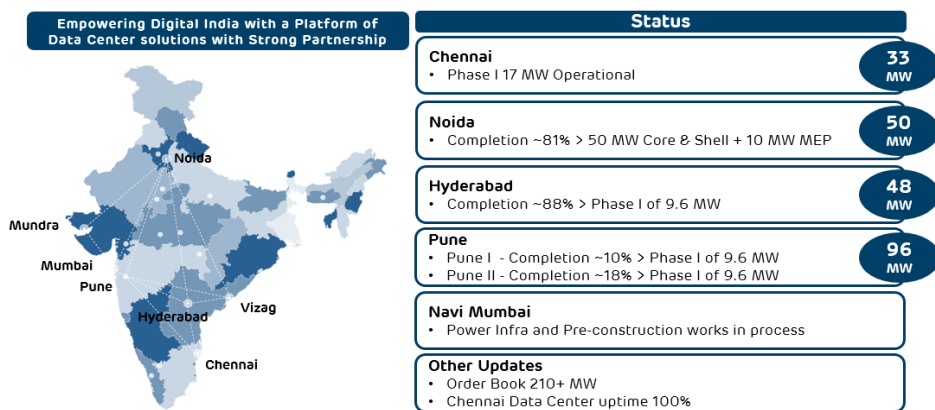 Empowering Digital India with a Platform of
Data Center solutions with Strong Partnership
Noida
Mundra
Mumbai
Pune
Hyderabad
Vizag
Chennai
Status
Chennai
• Phase I 17 MW Operational
33
MW
Noida
• Completion ~81% > 50 MW Core & Shell + 10 MW MEP
50
MW
Hyderabad
• Completion ~88% > Phase I of 9.6 MW
48
MW
Pune
• Pune I - Completion ~10% > Phase I of 9.6 MW
• Pune II - Completion ~18% > Phase I of 9.6 MW
96
MW
Navi Mumbai
• Power Infra and Pre-construction works in process
Other Updates
• Order Book 210+ MW
• Chennai Data Center uptime 100%